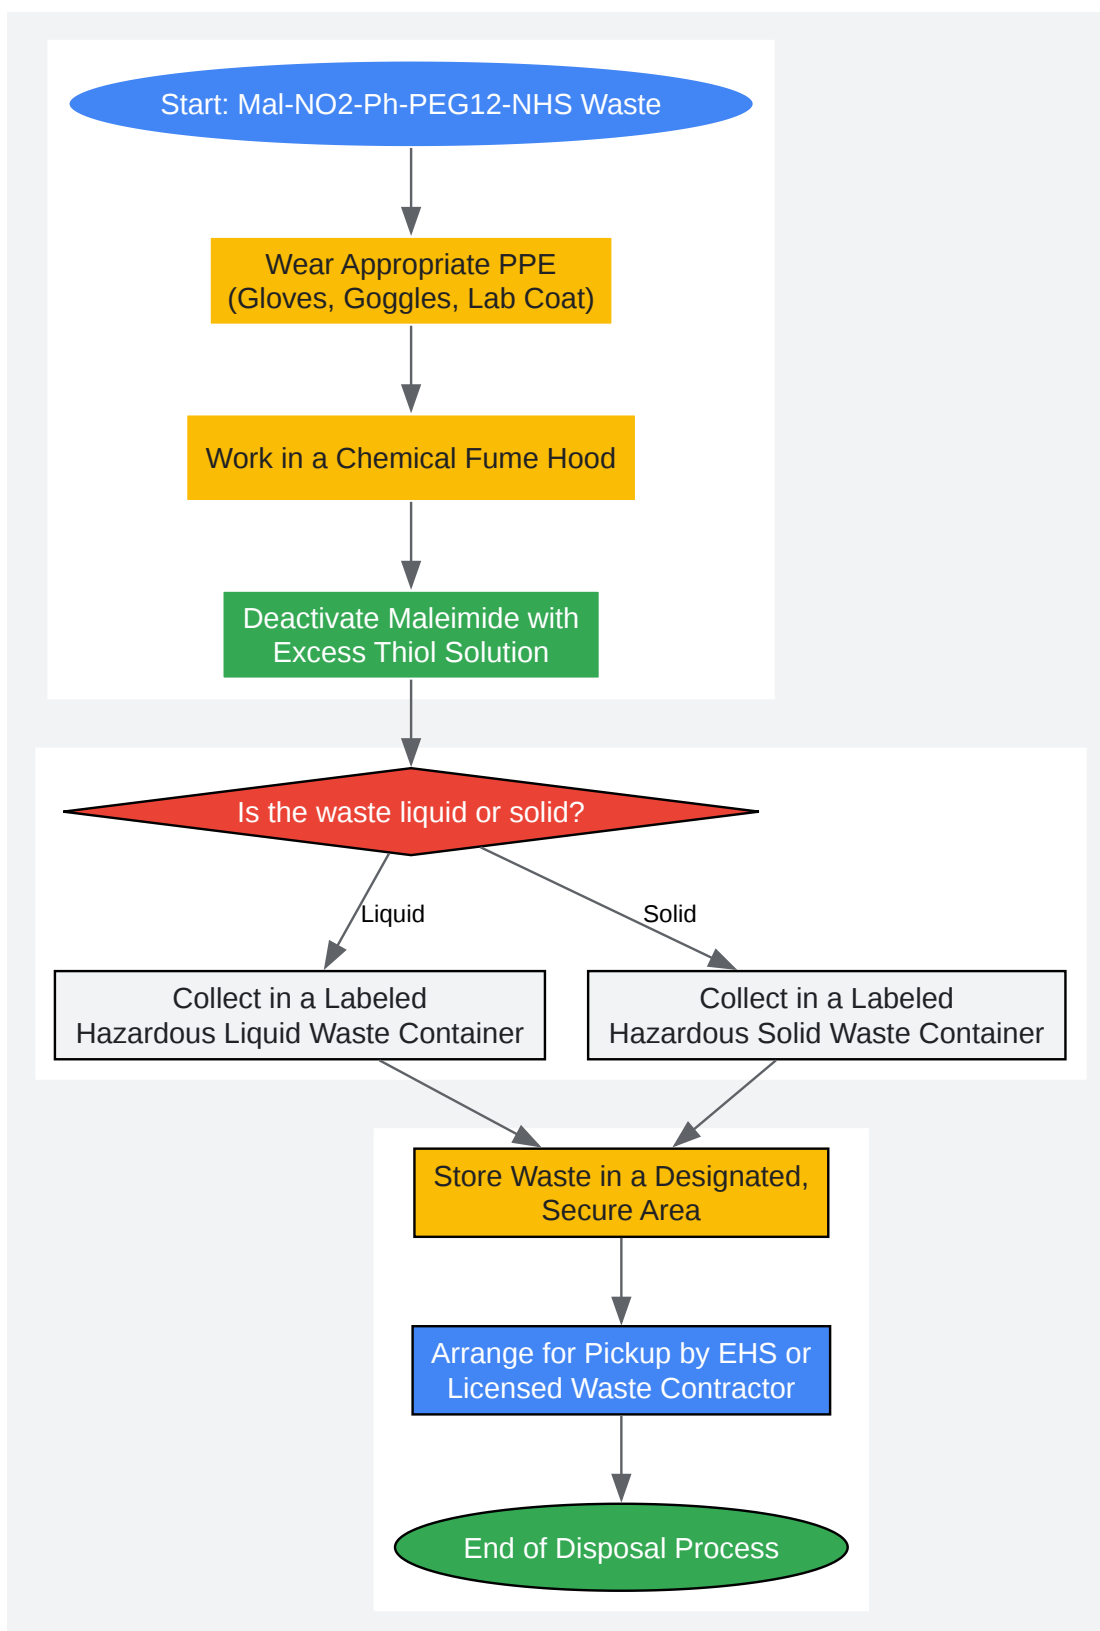 Start: Mal-NO2-Ph-PEG12-NHS Waste
Wear Appropriate PPE
(Gloves, Goggles, Lab Coat)
Work in a Chemical Fume Hood
Deactivate Maleimide with
Excess Thiol Solution
Is the waste liquid or solid?
Liquid
Solid
Collect in a Labeled
Hazardous Liquid Waste Container
Collect in a Labeled
Hazardous Solid Waste Container
Store Waste in a Designated,
Secure Area
Arrange for Pickup by EHS or
Licensed Waste Contractor
End of Disposal Process